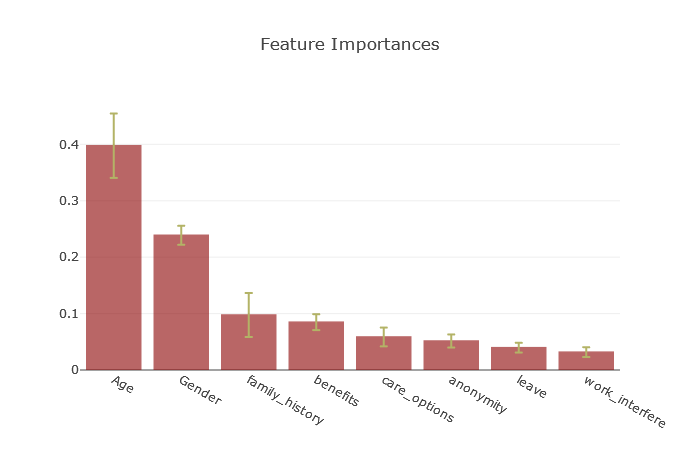 Feature Importances
0.4
0.3
0.2
0.1
0
Age
Gender
family_history
benefits
care_options
anonymity
leave
work_interfere